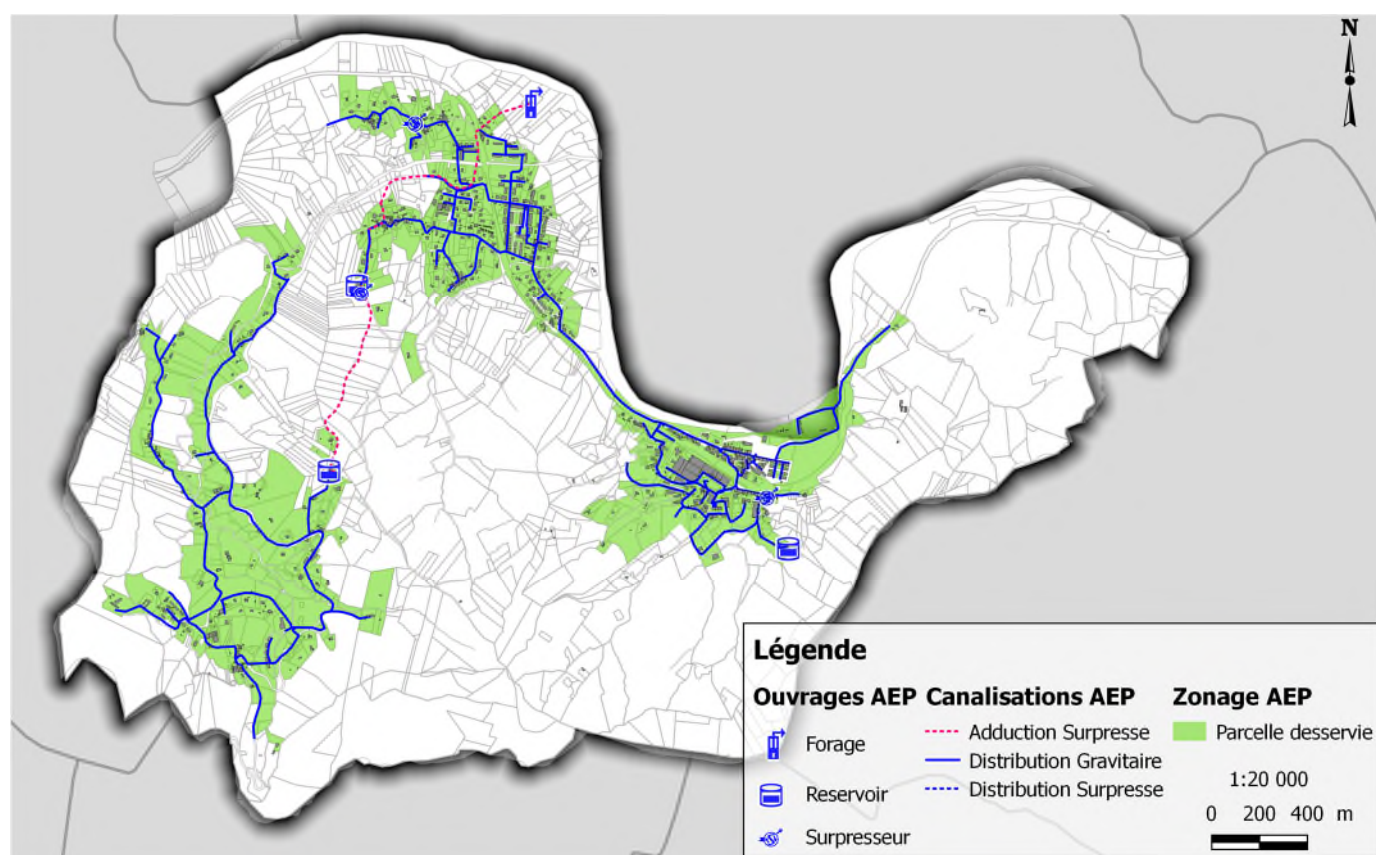 N
Légende
Ouvrages AEP
Canalisations AEP
Zonage AEP
Forage
Reservoir
Surpresseur
Adduction Surpresse
Distribution Gravitaire
Distribution Surpresse
Parcelle desservie
1:20 000
0 200 400 m